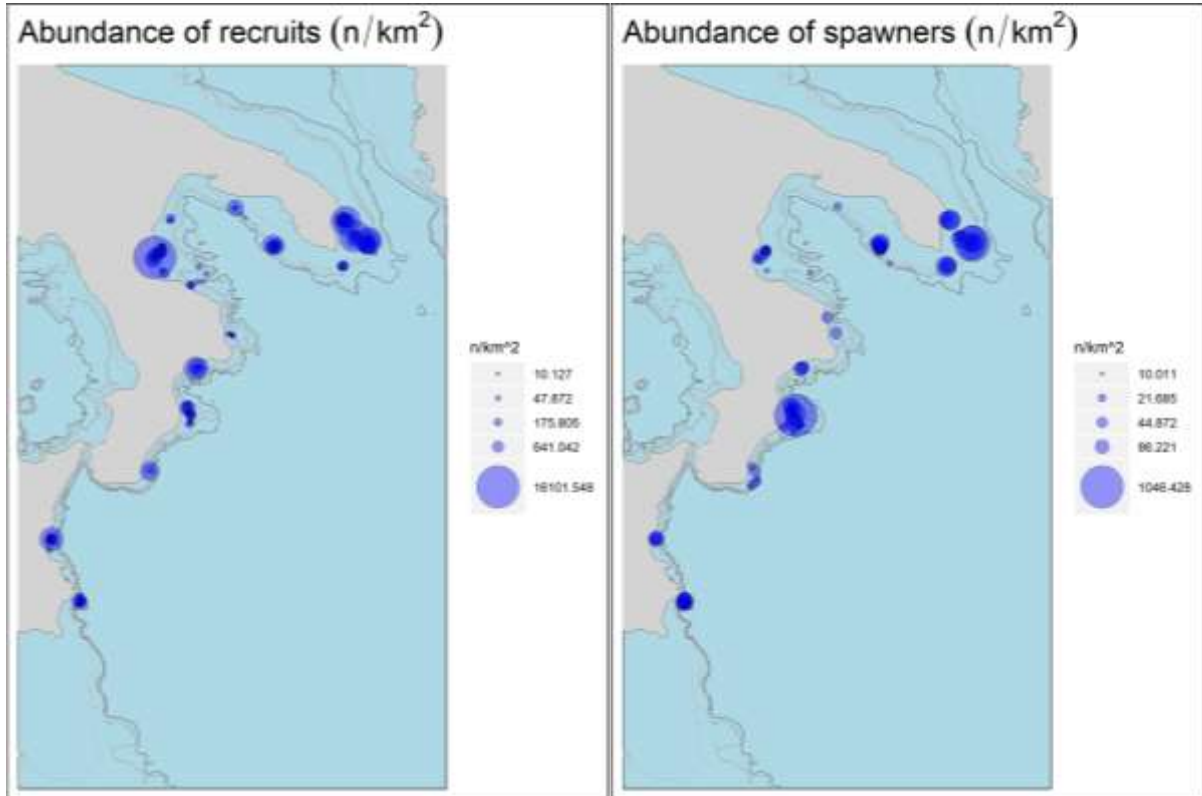 Abundance of recruits (n/km²)
n/km^2
10.127
47.872
175.805
641.042
16101.548
Abundance of spawners (n/km²)
n/km^2
10.011
21.685
44.872
86.221
1046.428